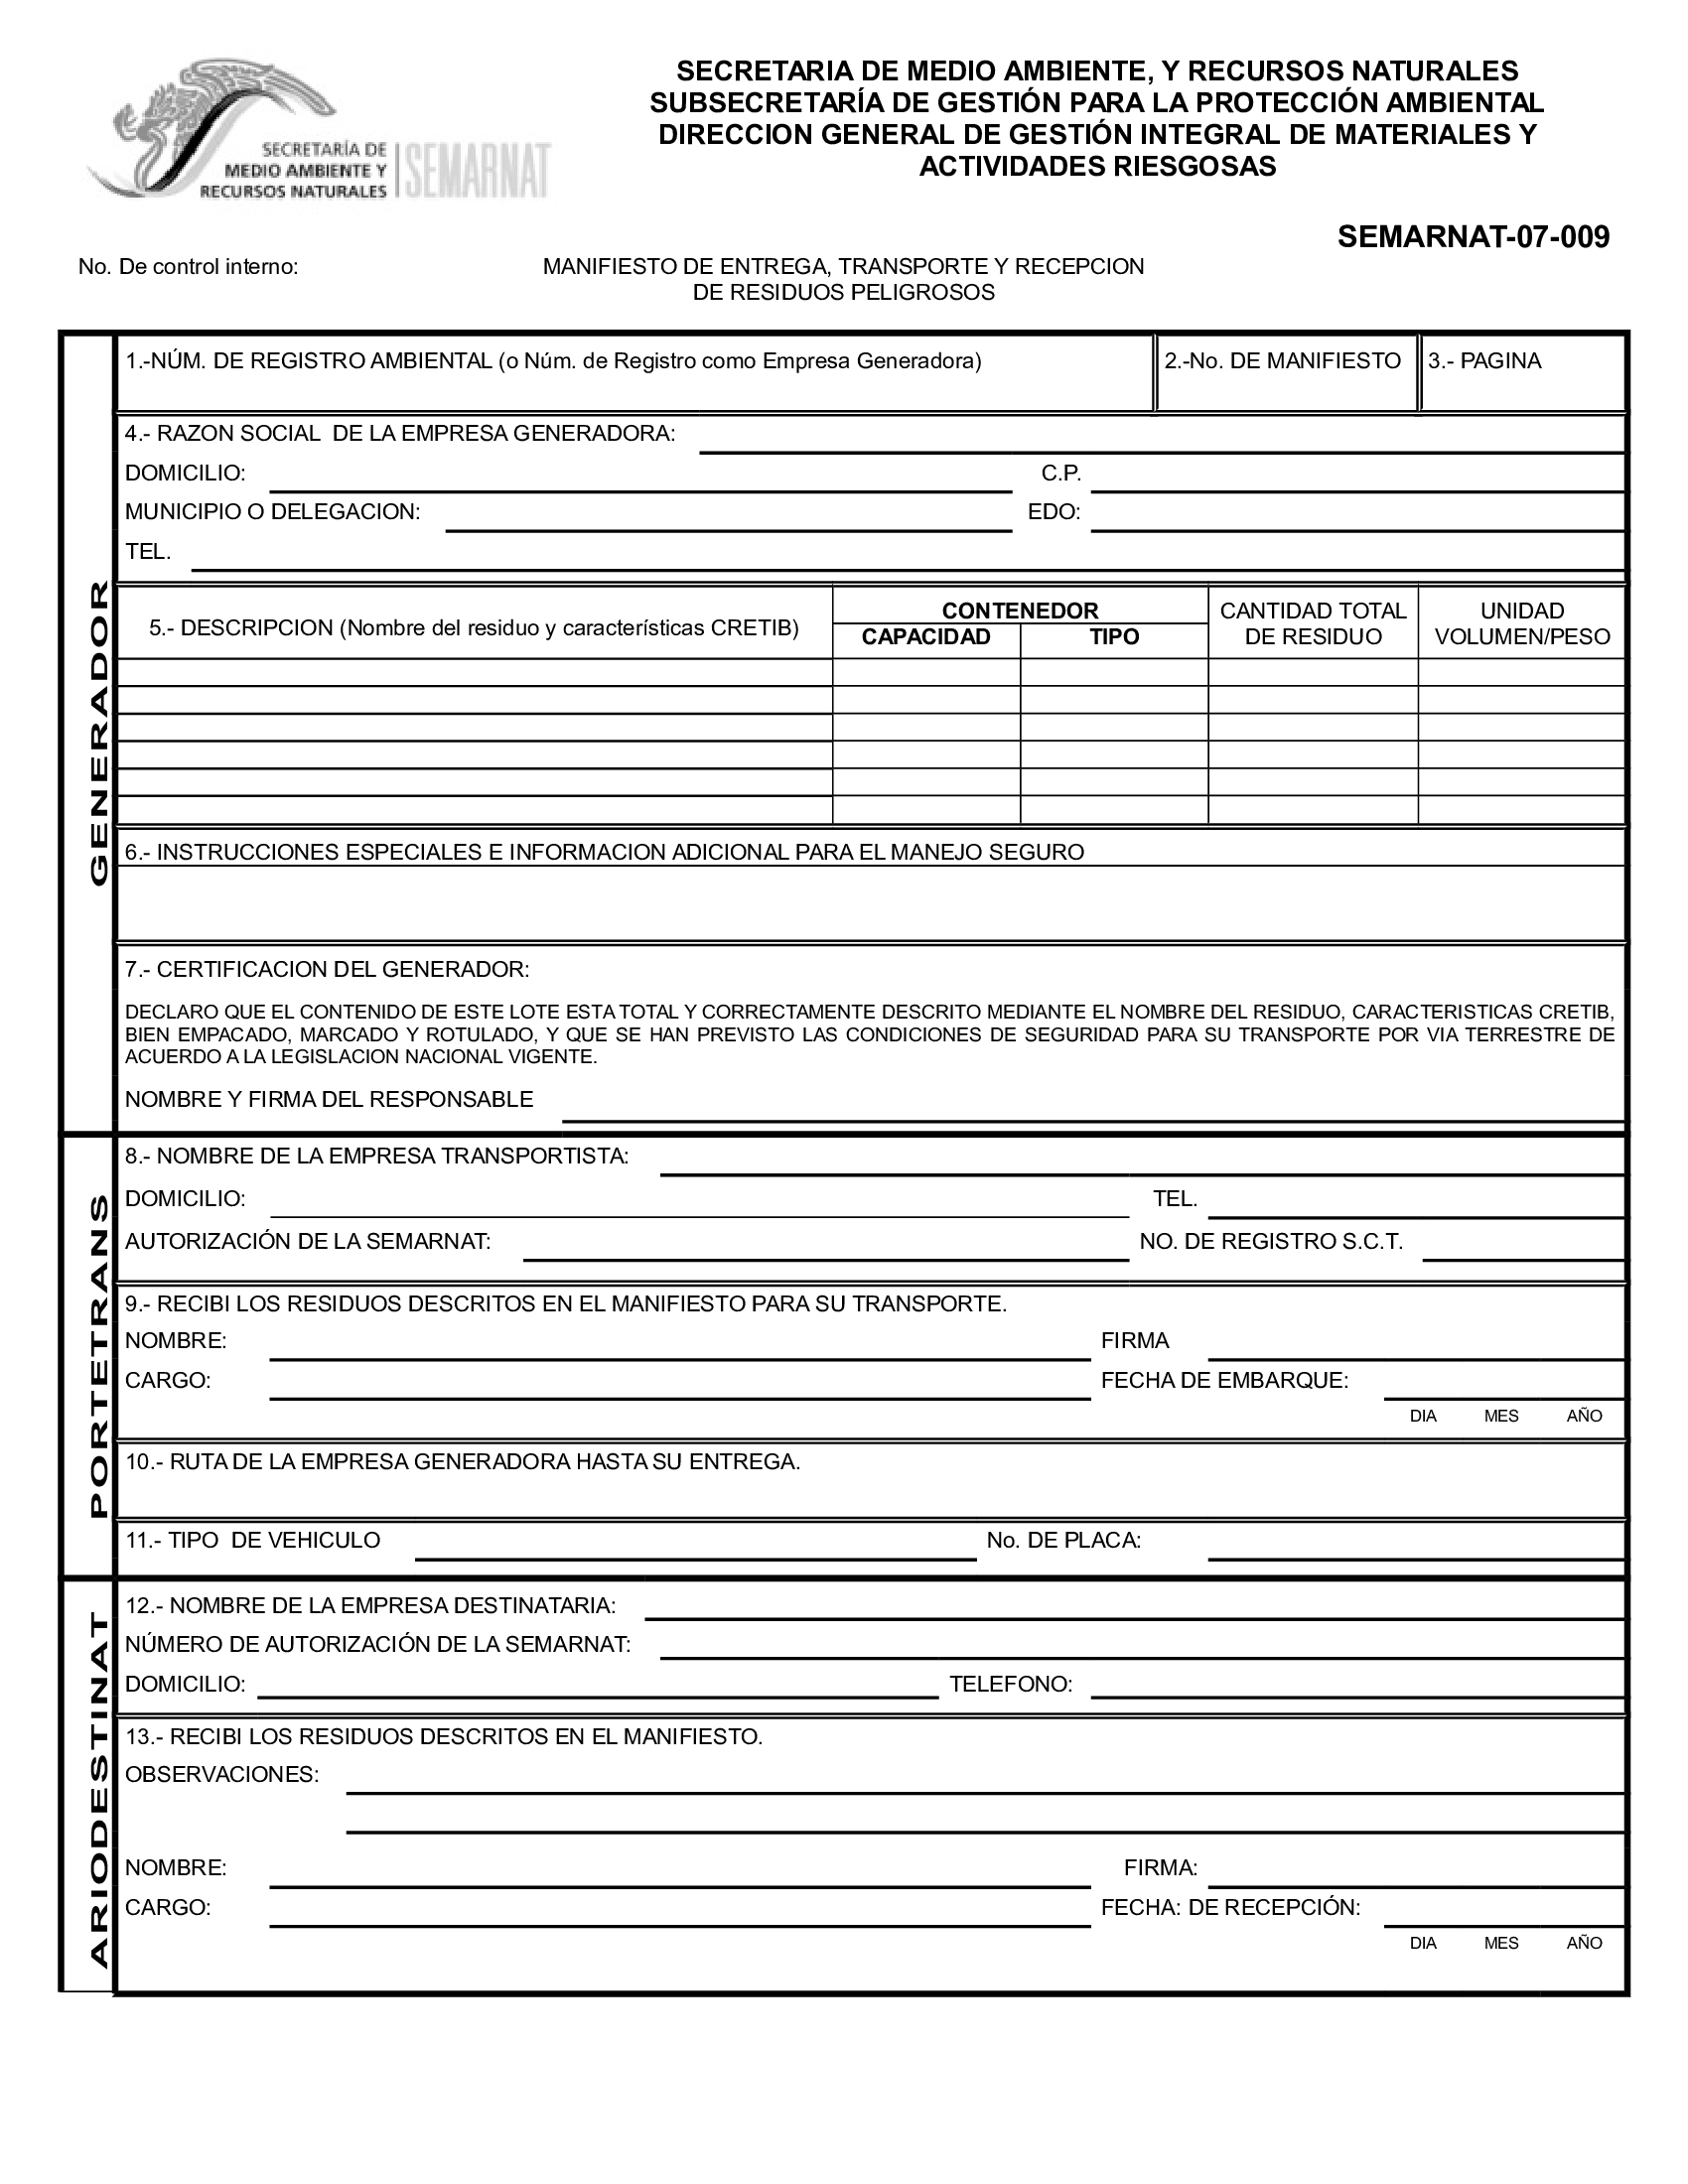 SECRETARÍA DE
MEDIO AMBIENTE Y
RECURSOS NATURALES
SEMARNAT
SECRETARIA DE MEDIO AMBIENTE, Y RECURSOS NATURALES
SUBSECRETARÍA DE GESTIÓN PARA LA PROTECCIÓN AMBIENTAL
DIRECCION GENERAL DE GESTIÓN INTEGRAL DE MATERIALES Y
ACTIVIDADES RIESGOSAS
SEMARNAT-07-009
No. De control interno:
MANIFIESTO DE ENTREGA, TRANSPORTE Y RECEPCION
DE RESIDUOS PELIGROSOS
GENERADOR
1.-NÚM. DE REGISTRO AMBIENTAL (o Núm. de Registro como Empresa Generadora)
2.-No. DE MANIFIESTO
3.- PAGINA
4.- RAZON SOCIAL DE LA EMPRESA GENERADORA:
DOMICILIO:
C.P.
MUNICIPIO O DELEGACION:
EDO:
TEL.
5.- DESCRIPCION (Nombre del residuo y características CRETIB)
CONTENEDOR
CAPACIDAD
TIPO
CANTIDAD TOTAL
DE RESIDUO
UNIDAD
VOLUMEN/PESO
6.- INSTRUCCIONES ESPECIALES E INFORMACION ADICIONAL PARA EL MANEJO SEGURO
7.- CERTIFICACION DEL GENERADOR:
DECLARO QUE EL CONTENIDO DE ESTE LOTE ESTA TOTAL Y CORRECTAMENTE DESCRITO MEDIANTE EL NOMBRE DEL RESIDUO, CARACTERISTICAS CRETIB,
BIEN EMPACADO, MARCADO Y ROTULADO, Y QUE SE HAN PREVISTO LAS CONDICIONES DE SEGURIDAD PARA SU TRANSPORTE POR VIA TERRESTRE DE
ACUERDO A LA LEGISLACION NACIONAL VIGENTE.
NOMBRE Y FIRMA DEL RESPONSABLE
PORTETRANS
8.- NOMBRE DE LA EMPRESA TRANSPORTISTA:
DOMICILIO:
TEL.
AUTORIZACIÓN DE LA SEMARNAT:
NO. DE REGISTRO S.C.T.
9.- RECIBI LOS RESIDUOS DESCRITOS EN EL MANIFIESTO PARA SU TRANSPORTE.
NOMBRE:
FIRMA
CARGO:
FECHA DE EMBARQUE:
DIA MES AÑO
10.- RUTA DE LA EMPRESA GENERADORA HASTA SU ENTREGA.
11.- TIPO DE VEHICULO
No. DE PLACA:
ARIODESTINAT
12.- NOMBRE DE LA EMPRESA DESTINATARIA:
NÚMERO DE AUTORIZACIÓN DE LA SEMARNAT:
DOMICILIO:
TELEFONO:
13.- RECIBI LOS RESIDUOS DESCRITOS EN EL MANIFIESTO.
OBSERVACIONES:
NOMBRE:
FIRMA:
CARGO:
FECHA: DE RECEPCIÓN:
DIA MES AÑO